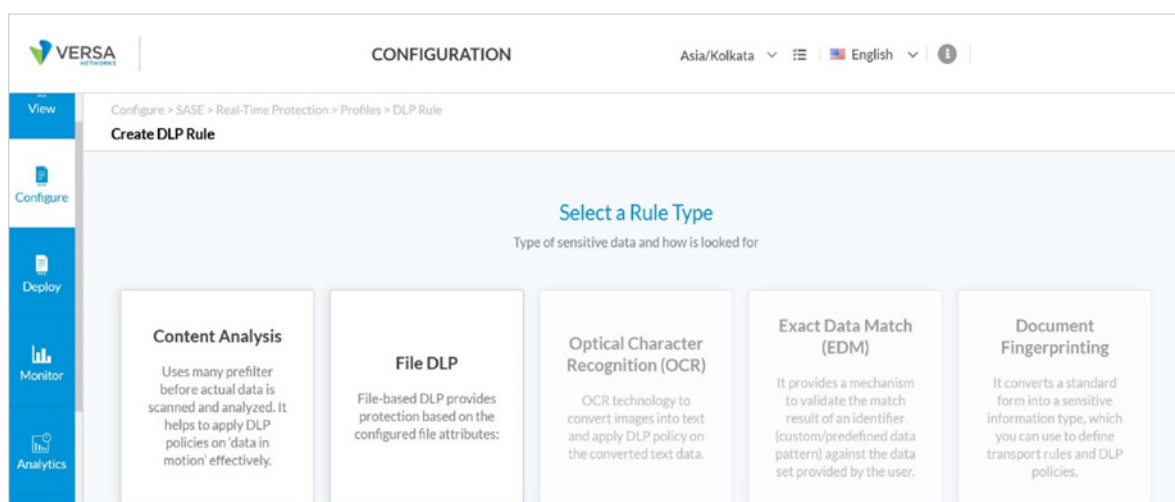 VERSA
NETWORKS
CONFIGURATION
Asia/Kolkata
English
View
Configure > SASE > Real-Time Protection > Profiles > DLP Rule
Create DLP Rule
Configure
Deploy
Monitor
Analytics
Select a Rule Type
Type of sensitive data and how is looked for
Content Analysis
Uses many prefilter
before actual data is
scanned and analyzed. It
helps to apply DLP
policies on 'data in
motion' effectively.
File DLP
File-based DLP provides
protection based on the
configured file attributes:
Optical Character
Recognition (OCR)
OCR technology to
convert images into text
and apply DLP policy on
the converted text data.
Exact Data Match
(EDM)
It provides a mechanism
to validate the match
result of an identifier
(custom/predefined data
pattern) against the data
set provided by the user.
Document
Fingerprinting
It converts a standard
form into a sensitive
information type, which
you can use to define
transport rules and DLP
policies.